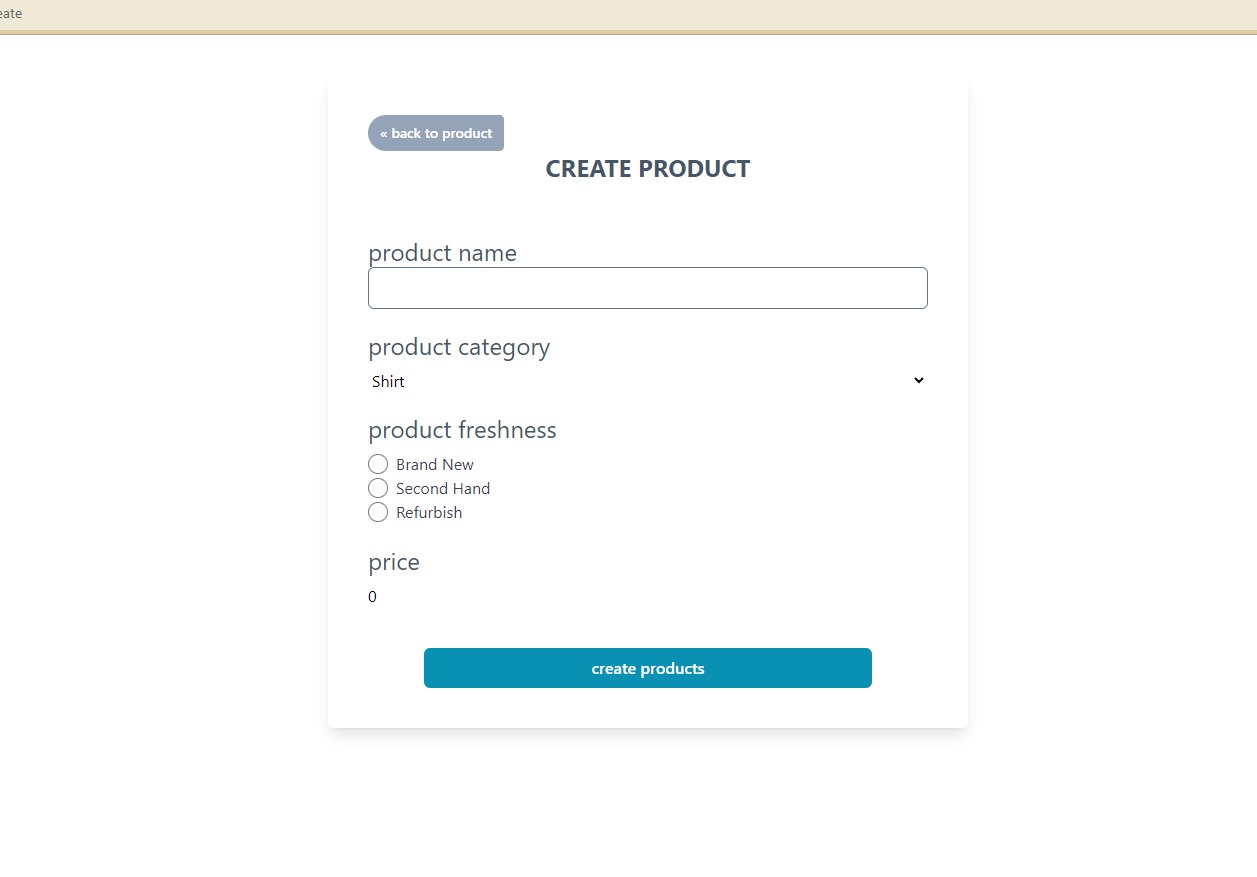 eate
« back to product
CREATE PRODUCT
product name
product category
Shirt
product freshness
Brand New
Second Hand
Refurbish
price
0
create products